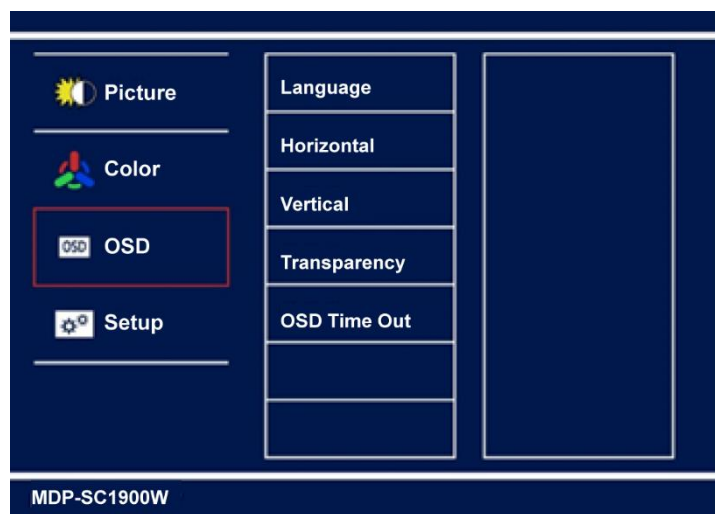 Picture
Color
OSD OSD
Setup
Language
Horizontal
Vertical
Transparency
OSD Time Out
MDP-SC1900W